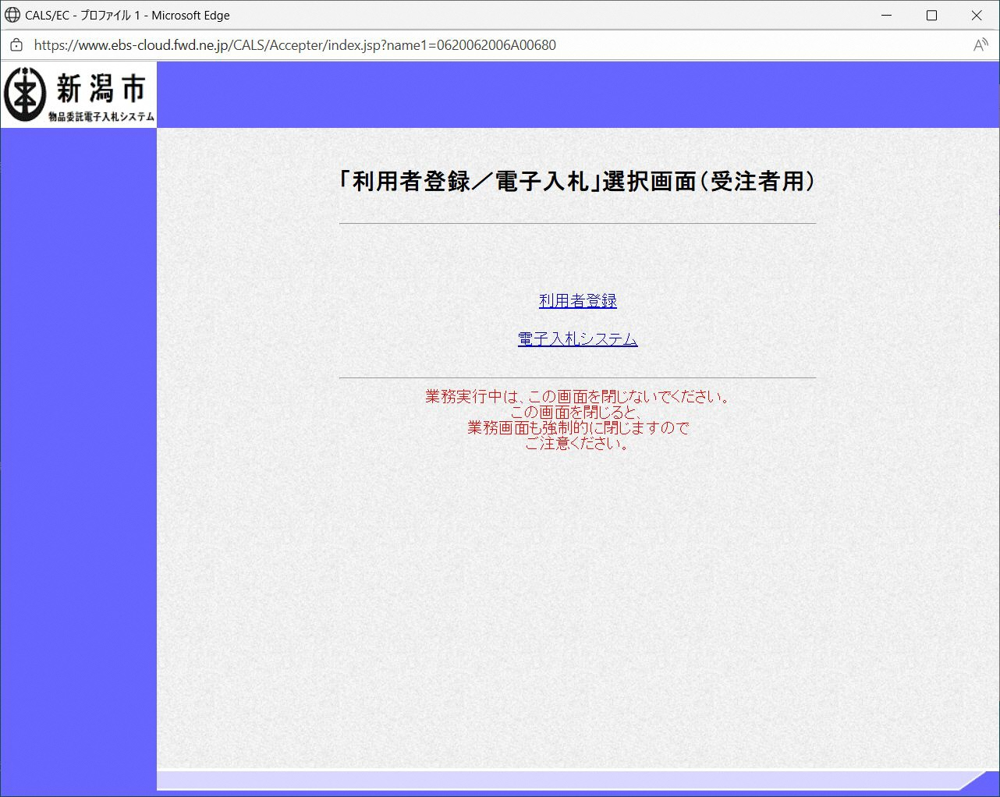 CALS/EC - プロファイル 1 - Microsoft Edge
https://www.ebs-cloud.fwd.ne.jp/CALS/Accepter/index.jsp?name1=0620062006A00680
新潟市
物品委託電子入札システム
「利用者登録／電子入札」選択画面（受注者用）
利用者登録
電子入札システム
業務実行中は、この画面を閉じないでください。
この画面を閉じると、
業務画面も強制的に閉じますので
ご注意ください。